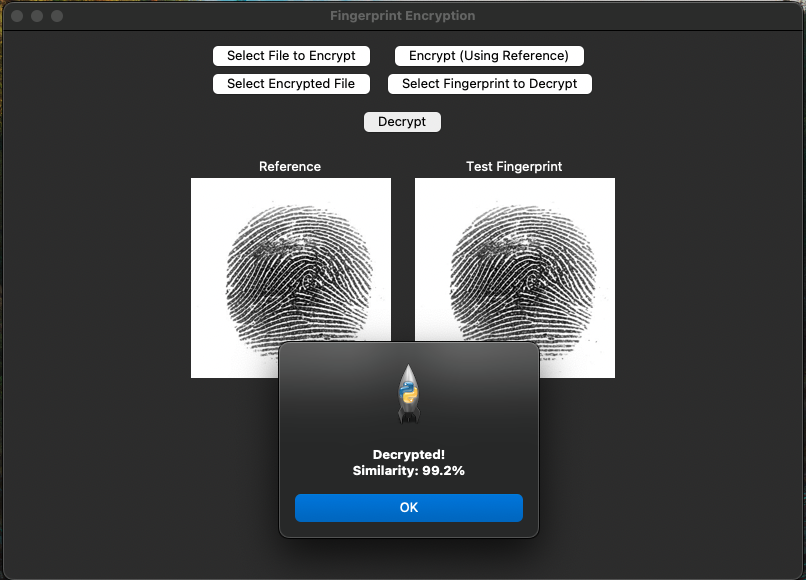 Fingerprint Encryption
Select File to Encrypt
Encrypt (Using Reference)
Select Encrypted File
Select Fingerprint to Decrypt
Decrypt
Reference
Test Fingerprint
Decrypted!
Similarity: 99.2%
OK